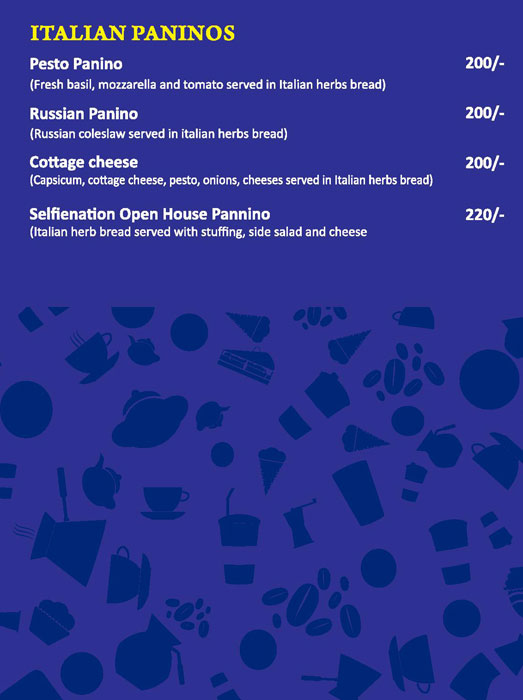 ITALIAN PANINOS
Pesto Panino 200/-
(Fresh basil, mozzarella and tomato served in Italian herbs bread)
Russian Panino 200/-
(Russian coleslaw served in italian herbs bread)
Cottage cheese 200/-
(Capsicum, cottage cheese, pesto, onions, cheeses served in Italian herbs bread)
Selfienation Open House Pannino 220/-
(Italian herb bread served with stuffing, side salad and cheese